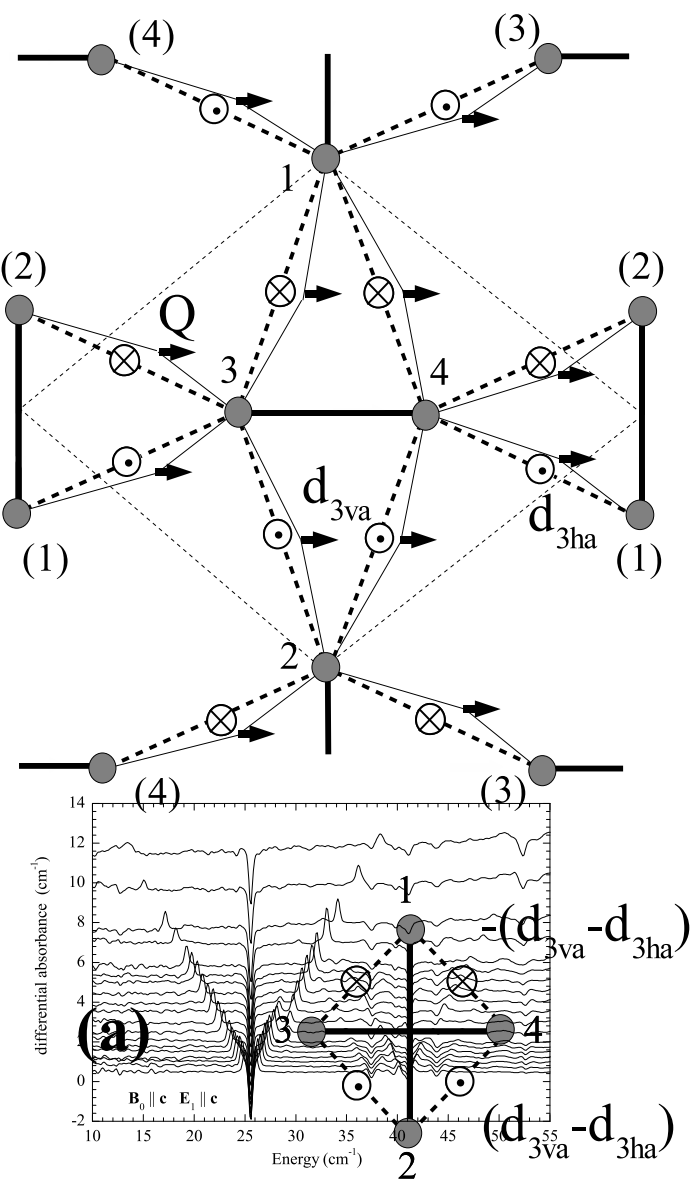 (4) (3)
1
(2) (2)
Q
3 4
d3va
d3ha
(1) (1)
2
(4) (3)
14
12
10
8
6
4
0
-2
differential absorbance (cm-1)
1
-(d3va-d3ha)
(a)
3 4
B0 || c E1 || c
(d3va-d3ha)
2
10 15 20 25 30 35 40 45 50 55
Energy (cm-1)